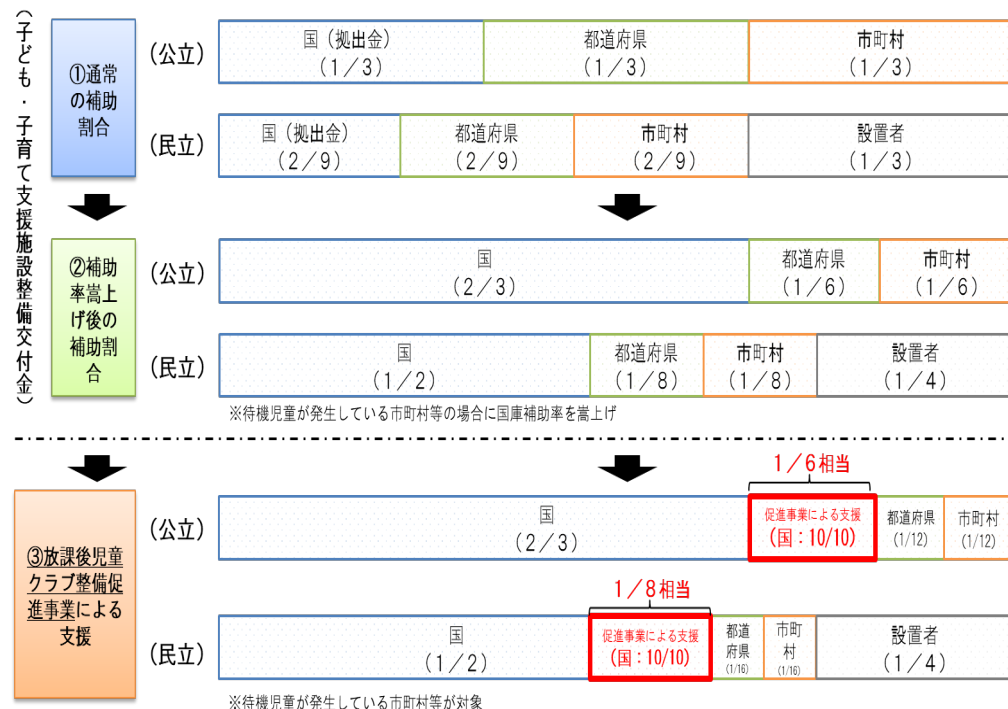 （子ども・子育て支援施設整備交付金）
①通常
の補助
割合
（公立）
国（拠出金）
（１／３）
都道府県
（１／３）
市町村
（１／３）
（民立）
国（拠出金）
（２／９）
都道府県
（２／９）
市町村
（２／９）
設置者
（１／３）
②補助
率嵩上
げ後の
補助割
合
（公立）
国
（２／３）
都道府県
（１／６）
市町村
（１／６）
（民立）
国
（１／２）
都道府県
（１／８）
市町村
（１／８）
設置者
（１／４）
※待機児童が発生している市町村等の場合に国庫補助率を嵩上げ
③放課後児童
クラブ整備促
進事業による
支援
１／６相当
（公立）
国
（２／３）
促進事業による支援
（国：10/10）
都道府県
（1/12）
市町村
（1/12）
１／８相当
（民立）
国
（１／２）
促進事業による支援
（国：10/10）
都道
府県
（1/16）
市町
村
（1/16）
設置者
（１／４）
※待機児童が発生している市町村等が対象